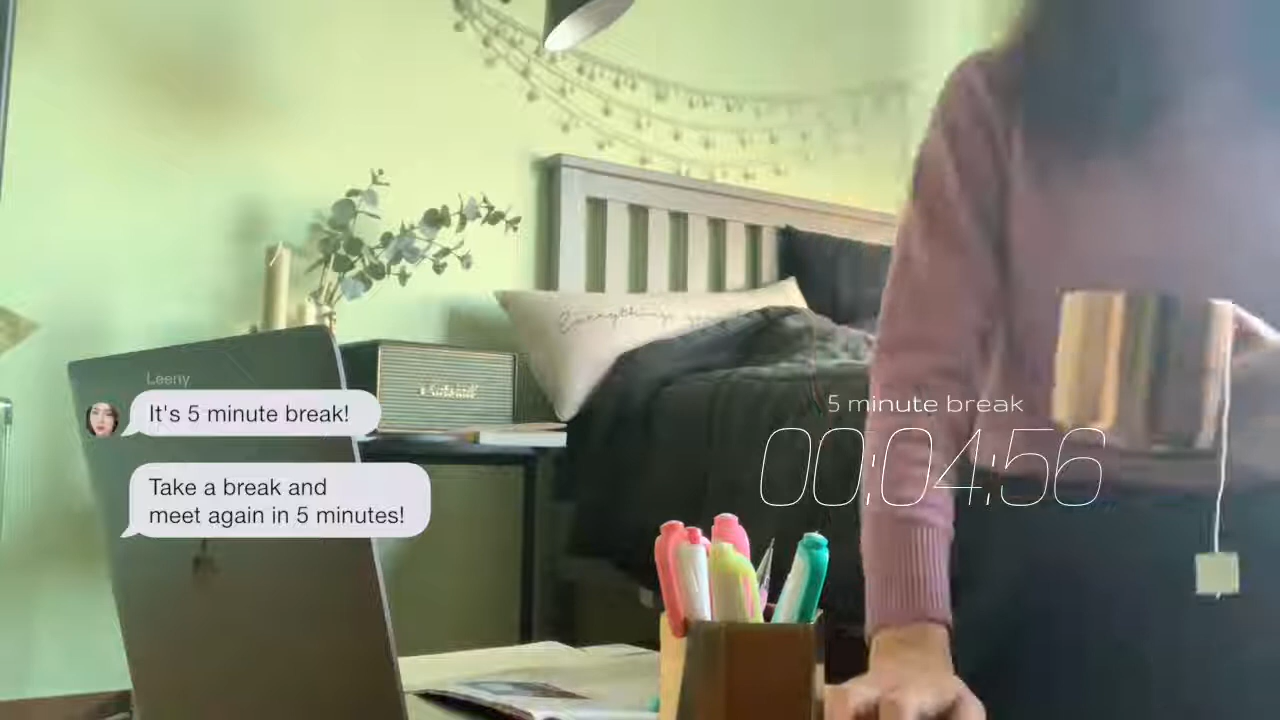 Leeny
It's 5 minute break!
Take a break and
meet again in 5 minutes!
5 minute break
00:04:56
Everything